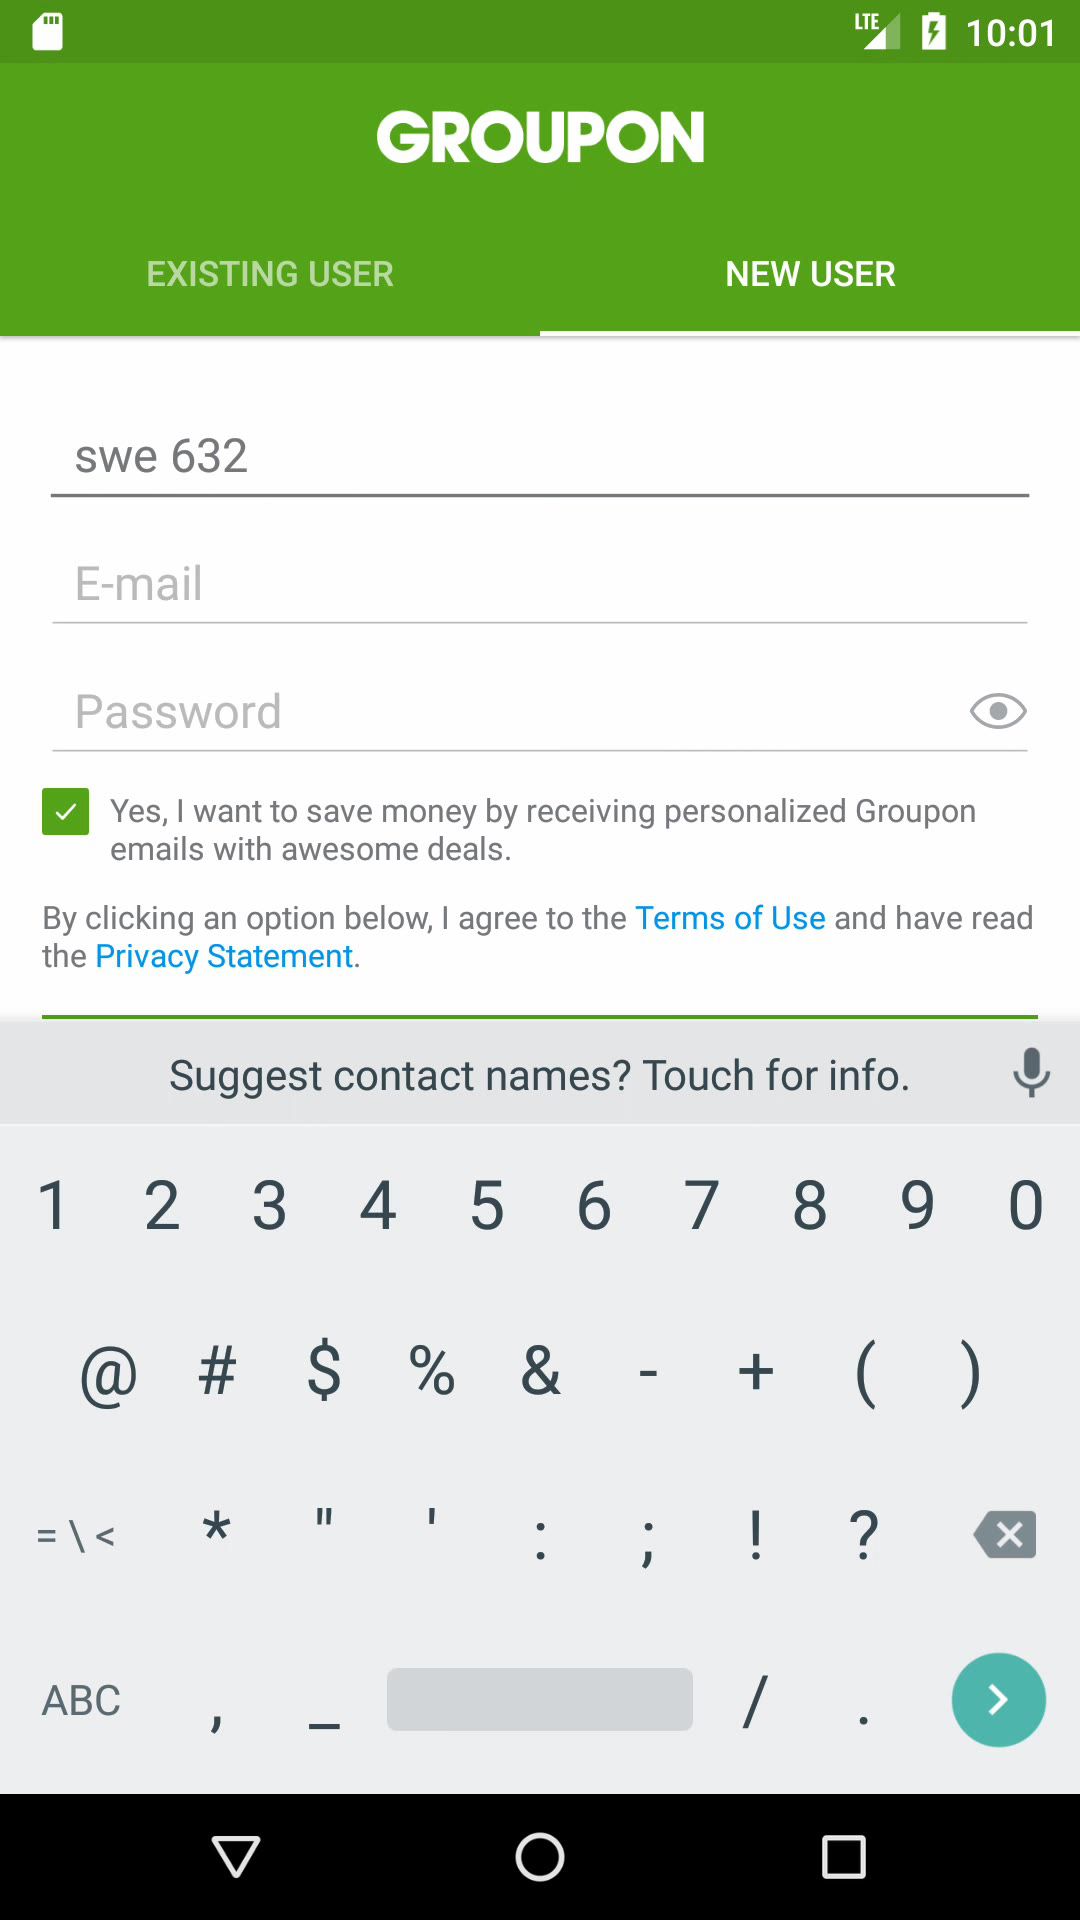 LTE 10:01
GROUPON
EXISTING USER NEW USER
swe 632
E-mail
Password
Yes, I want to save money by receiving personalized Groupon
emails with awesome deals.
By clicking an option below, I agree to the Terms of Use and have read
the Privacy Statement.
Suggest contact names? Touch for info.
1 2 3 4 5 6 7 8 9 0
@ # $ % & - + ( )
= \ < * " ' : ; ! ?
ABC , _ / .